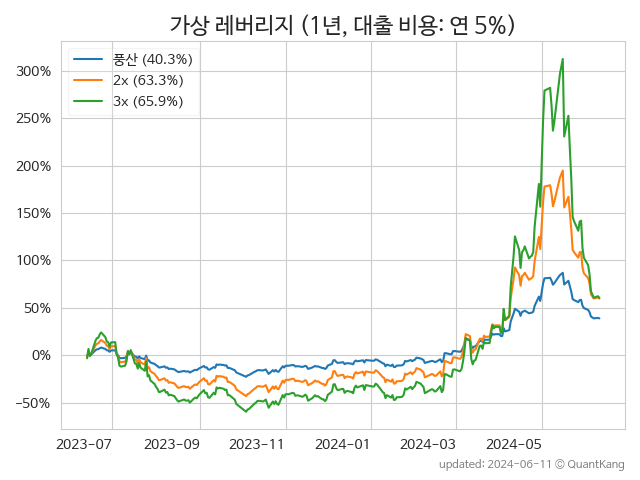 가상 레버리지 (1년, 대출 비용: 연 5%)
풍산 (40.3%)
2x (63.3%)
3x (65.9%)
300%
250%
200%
150%
100%
50%
0%
−50%
2023-07 2023-09 2023-11 2024-01 2024-03 2024-05
updated: 2024-06-11 © QuantKang